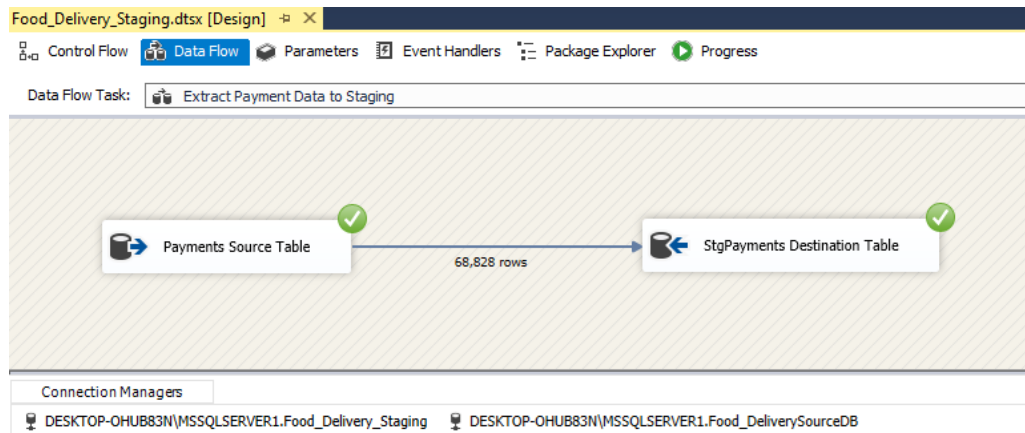 Food_Delivery_Staging.dtsx [Design]
Control Flow Data Flow Parameters Event Handlers Package Explorer Progress
Data Flow Task: Extract Payment Data to Staging
Payments Source Table StgPayments Destination Table
68,828 rows
Connection Managers
DESKTOP-OHUB83N\MSSQLSERVER1.Food_Delivery_Staging DESKTOP-OHUB83N\MSSQLSERVER1.Food_DeliverySourceDB